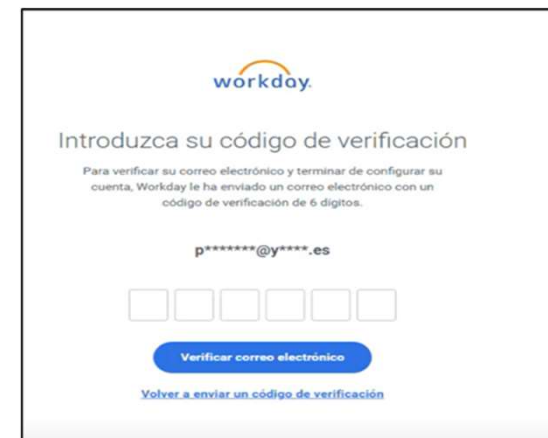 workday.
Introduzca su código de verificación
Para verificar su correo electrónico y terminar de configurar su
cuenta, Workday le ha enviado un correo electrónico con un
código de verificación de 6 dígitos.
p*******@y****.es
Verificar correo electrónico
Volver a enviar un código de verificación